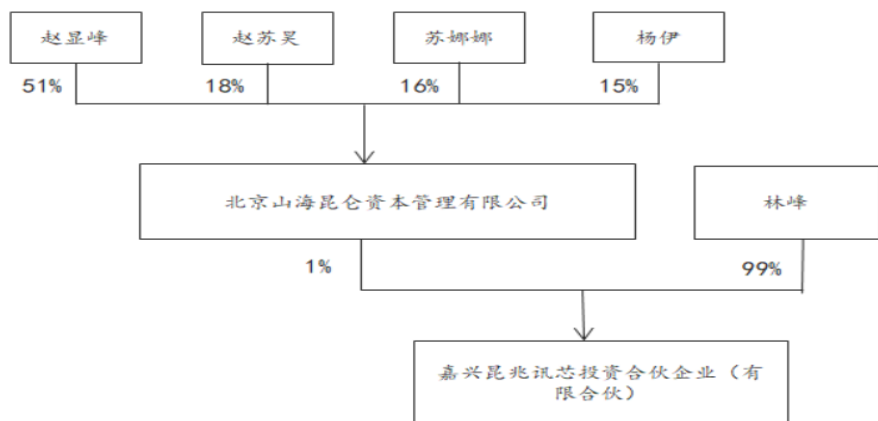 赵显峰
赵苏昊
苏娜娜
杨伊
51%
18%
16%
15%
北京山海昆仑资本管理有限公司
林峰
1%
99%
嘉兴昆兆讯芯投资合伙企业（有
限合伙）